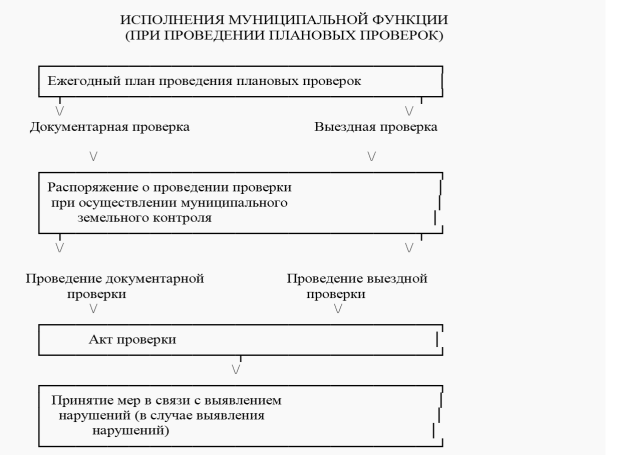 ИСПОЛНЕНИЯ МУНИЦИПАЛЬНОЙ ФУНКЦИИ
(ПРИ ПРОВЕДЕНИИ ПЛАНОВЫХ ПРОВЕРОК)
Ежегодный план проведения плановых проверок
\/ \/
Документарная проверка Выездная проверка
\/ \/
Распоряжение о проведении проверки
при осуществлении муниципального
земельного контроля
\/ \/
Проведение документарной Проведение выездной
проверки проверки
\/ \/
Акт проверки
\/
Принятие мер в связи с выявлением
нарушений (в случае выявления
нарушений)